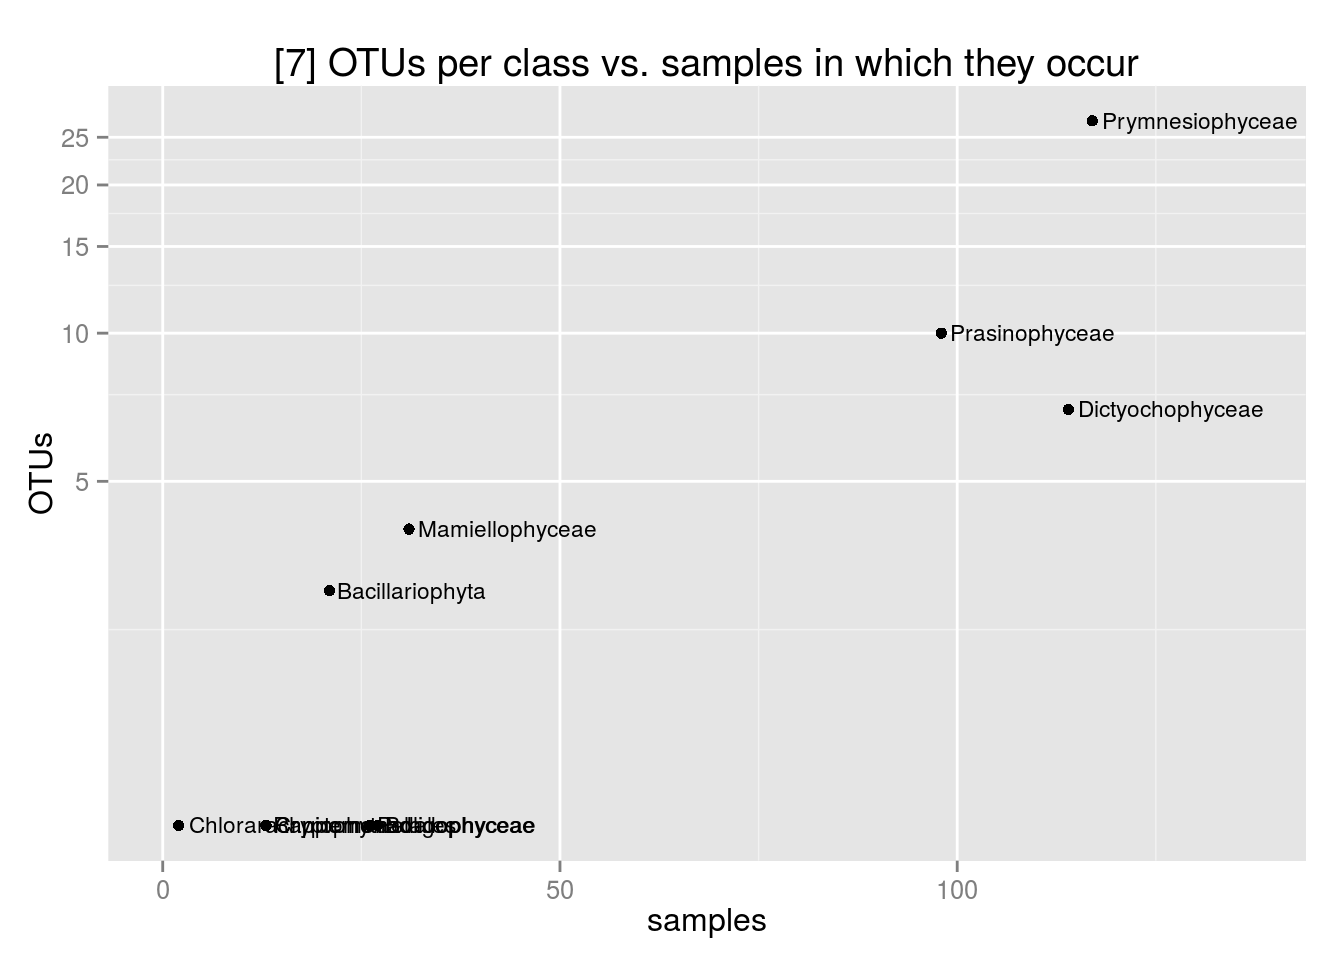 [7] OTUs per class vs. samples in which they occur
25
Prymnesiophyceae
20
15
10
Prasinophyceae
Dictyochophyceae
OTUs
5
Mamiellophyceae
Bacillariophyta
0
50
100
samples